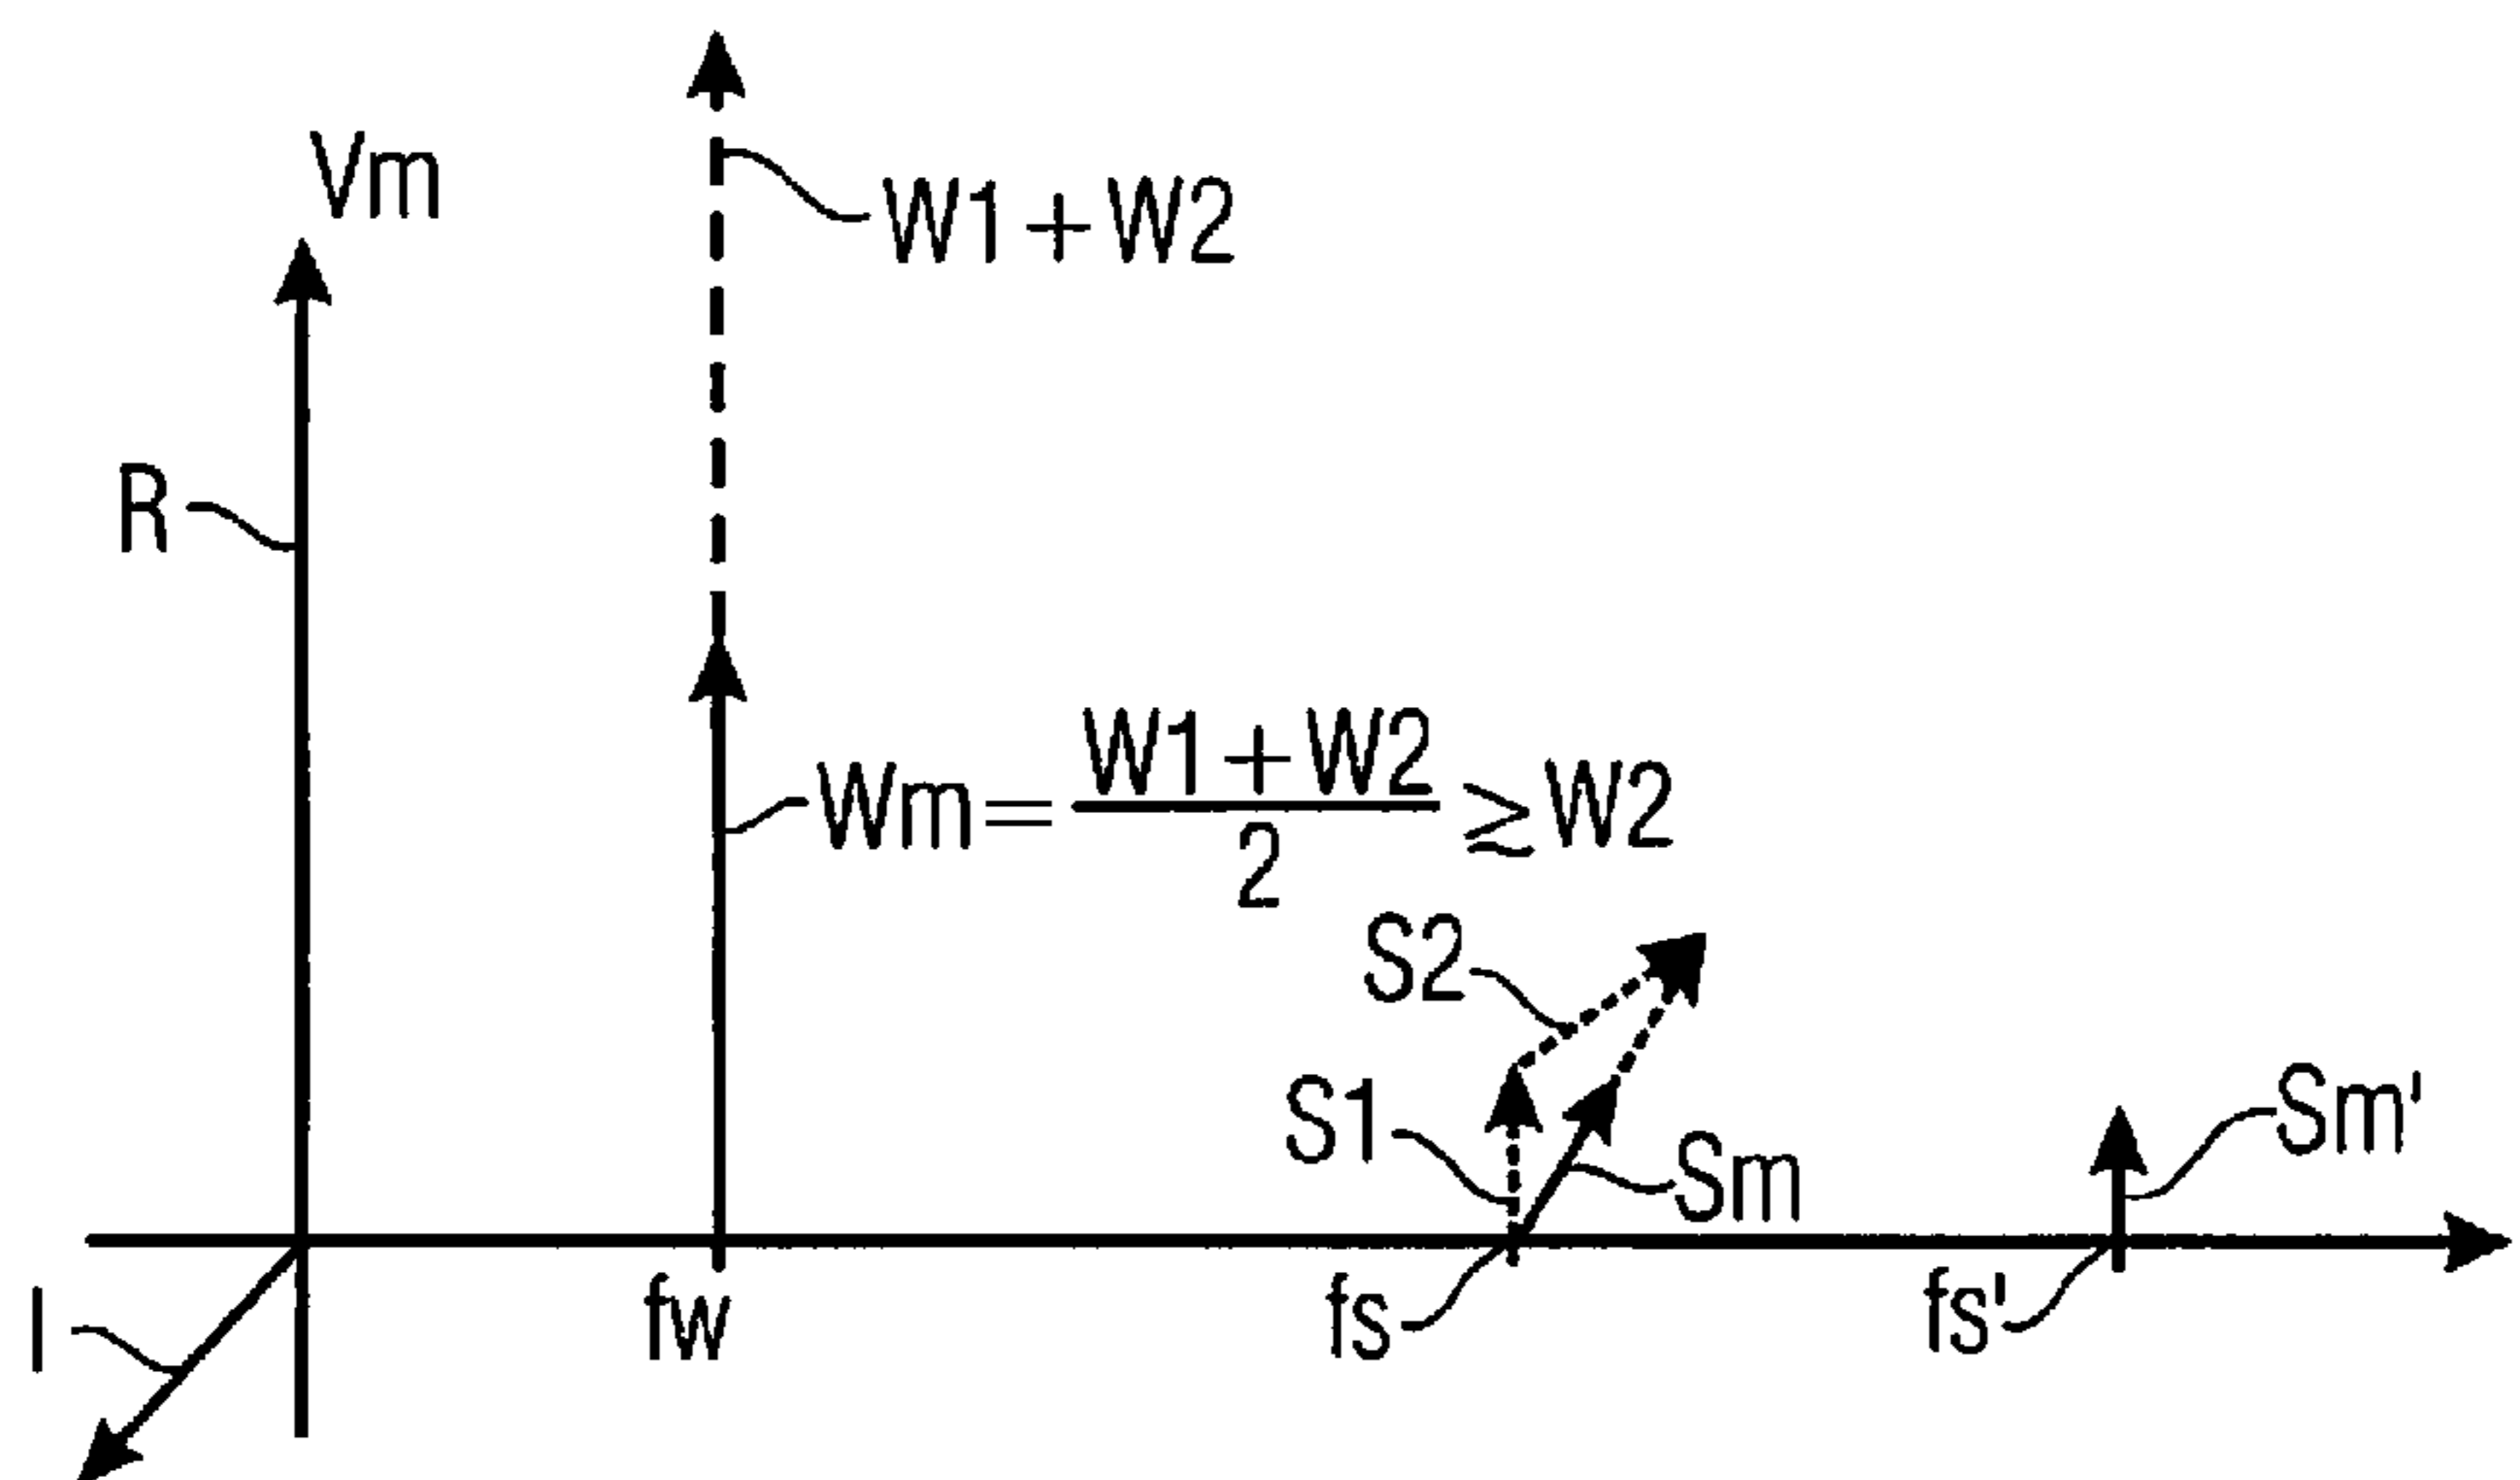 Vm
W1+W2
R
Wm=(W1+W2)/2≳W2
S2
S1
Sm
Sm'
I
fw
fs
fs'